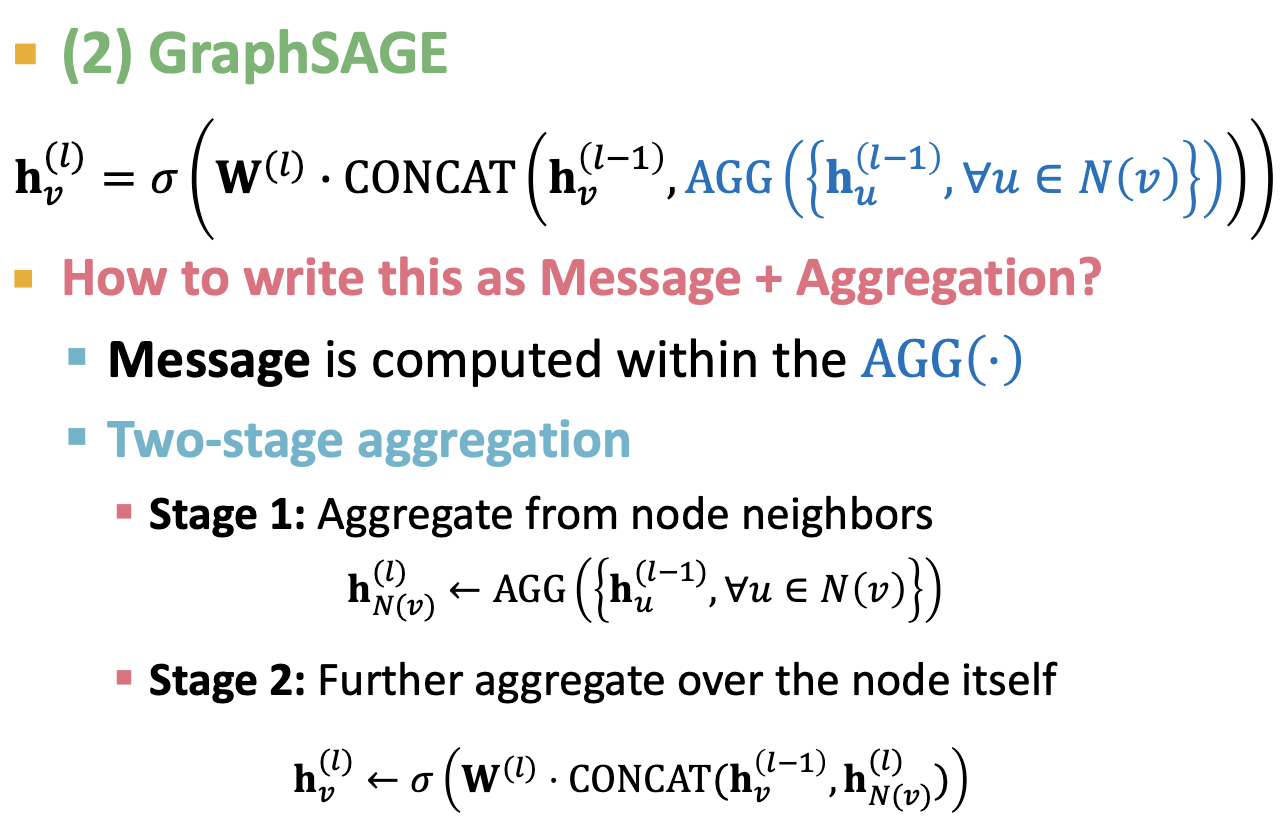 ▪ (2) GraphSAGE
$\mathbf{h}_v^{(l)} = \sigma\left(\mathbf{W}^{(l)} \cdot \text{CONCAT}\left(\mathbf{h}_v^{(l-1)}, \text{AGG}\left(\left\{\mathbf{h}_u^{(l-1)}, \forall u \in N(v)\right\}\right)\right)\right)$
▪ How to write this as Message + Aggregation?
▪ Message is computed within the AGG(·)
▪ Two-stage aggregation
▪ Stage 1: Aggregate from node neighbors
$\mathbf{h}_{N(v)}^{(l)} \leftarrow \text{AGG}\left(\left\{\mathbf{h}_u^{(l-1)}, \forall u \in N(v)\right\}\right)$
▪ Stage 2: Further aggregate over the node itself
$\mathbf{h}_v^{(l)} \leftarrow \sigma\left(\mathbf{W}^{(l)} \cdot \text{CONCAT}(\mathbf{h}_v^{(l-1)}, \mathbf{h}_{N(v)}^{(l)})\right)$